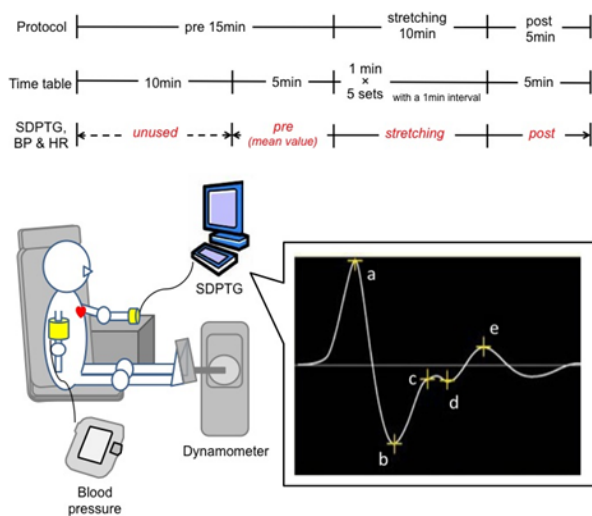 Protocol
pre 15min
stretching
10min
post
5min
Time table
10min
5min
1 min
×
5 sets
with a 1min interval
5min
SDPTG,
BP & HR
unused
pre
(mean value)
stretching
post
SDPTG
a
b
c
d
e
Dynamometer
Blood
pressure